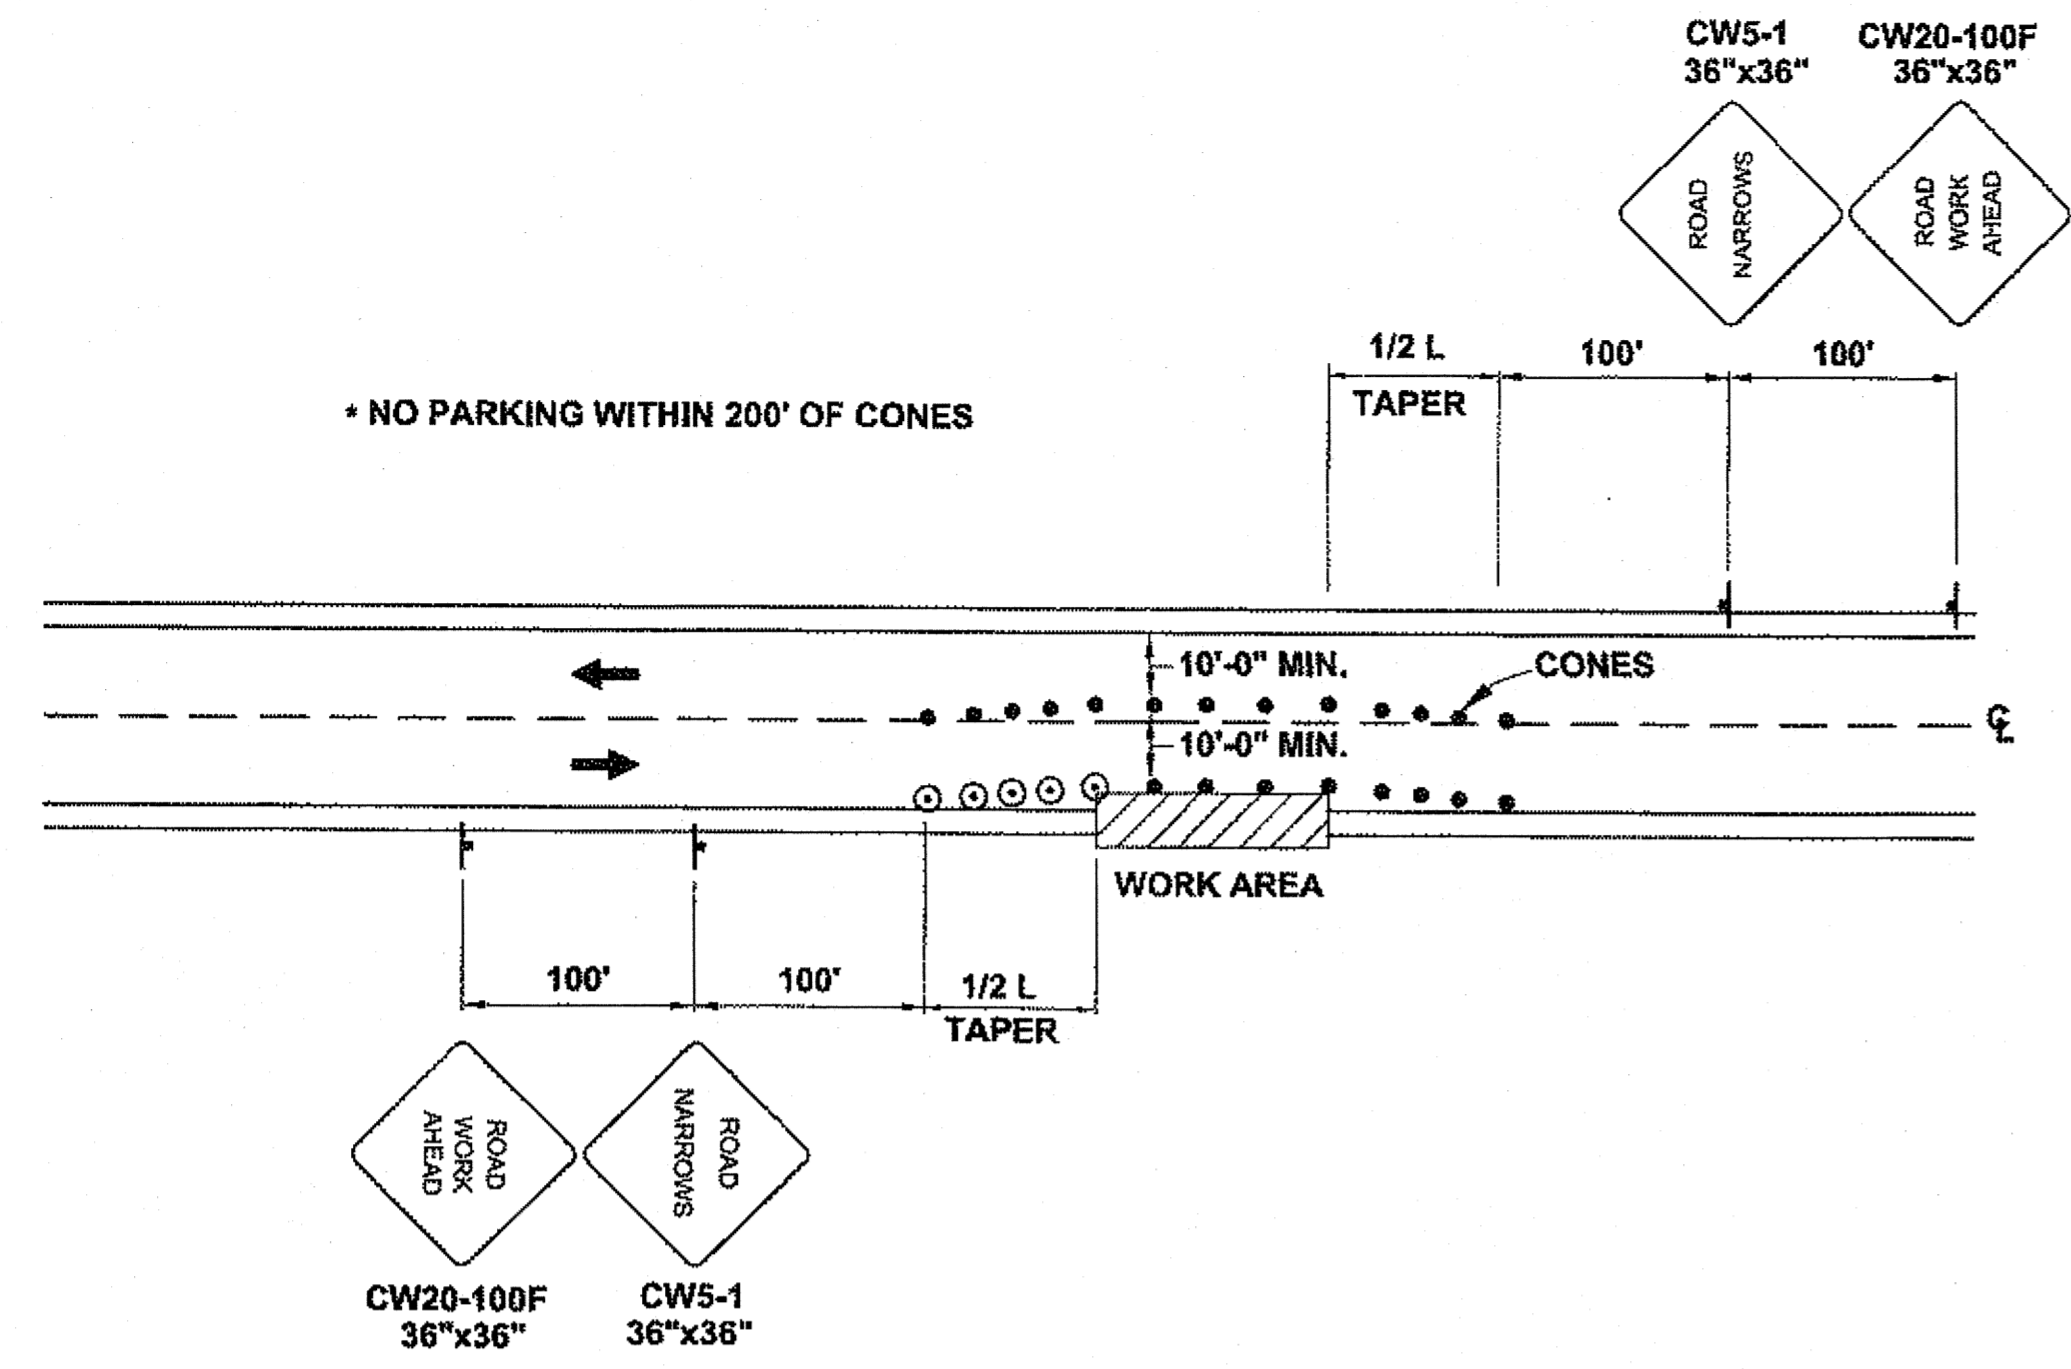 CW5-1
36"x36"
CW20-100F
36"x36"
ROAD
NARROWS
ROAD
WORK
AHEAD
1/2 L
TAPER
100'
100'
* NO PARKING WITHIN 200' OF CONES
10'-0" MIN.
CONES
10'-0" MIN.
℄
WORK AREA
100'
100'
1/2 L
TAPER
ROAD
WORK
AHEAD
ROAD
NARROWS
CW20-100F
36"x36"
CW5-1
36"x36"